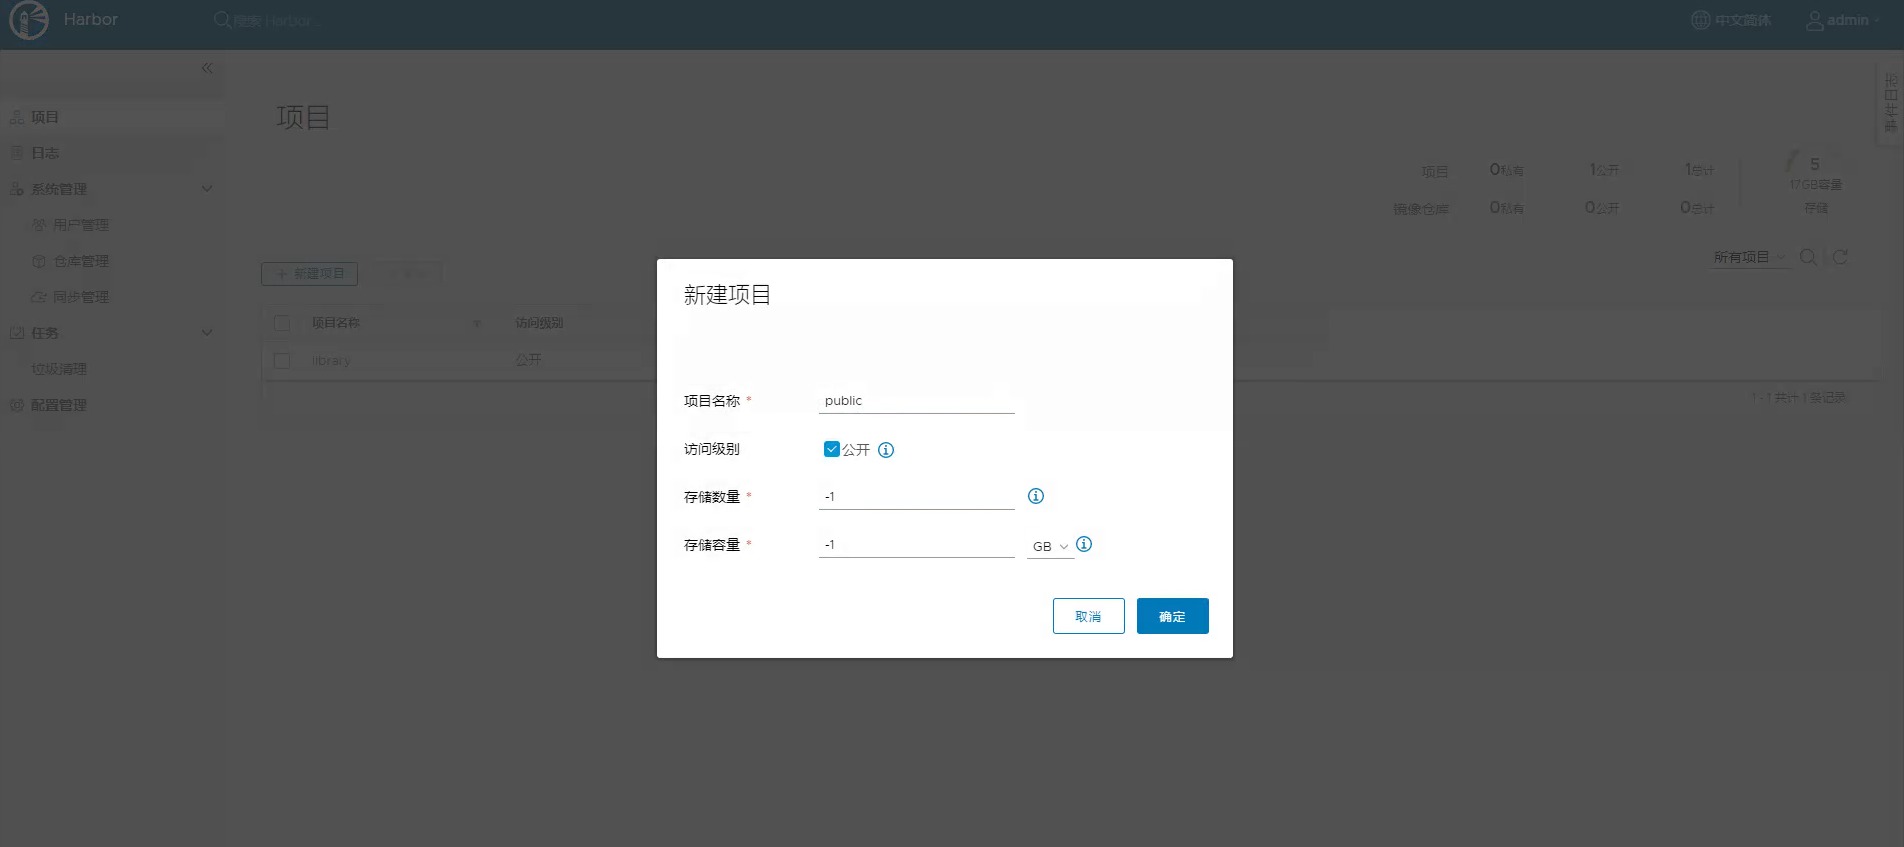 Harbor
搜索 Harbor...
中文简体
admin
事件日志
项目
日志
系统管理
用户管理
仓库管理
同步管理
任务
垃圾清理
配置管理
项目
项目 0私有 1公开 1总计
镜像仓库 0私有 0公开 0总计
5
17GB容量
存储
所有项目
+ 新建项目
项目名称 访问级别
library 公开
1 - 1 共计 1 条记录
新建项目
项目名称 * public
访问级别 公开
存储数量 * -1
存储容量 * -1 GB
取消 确定